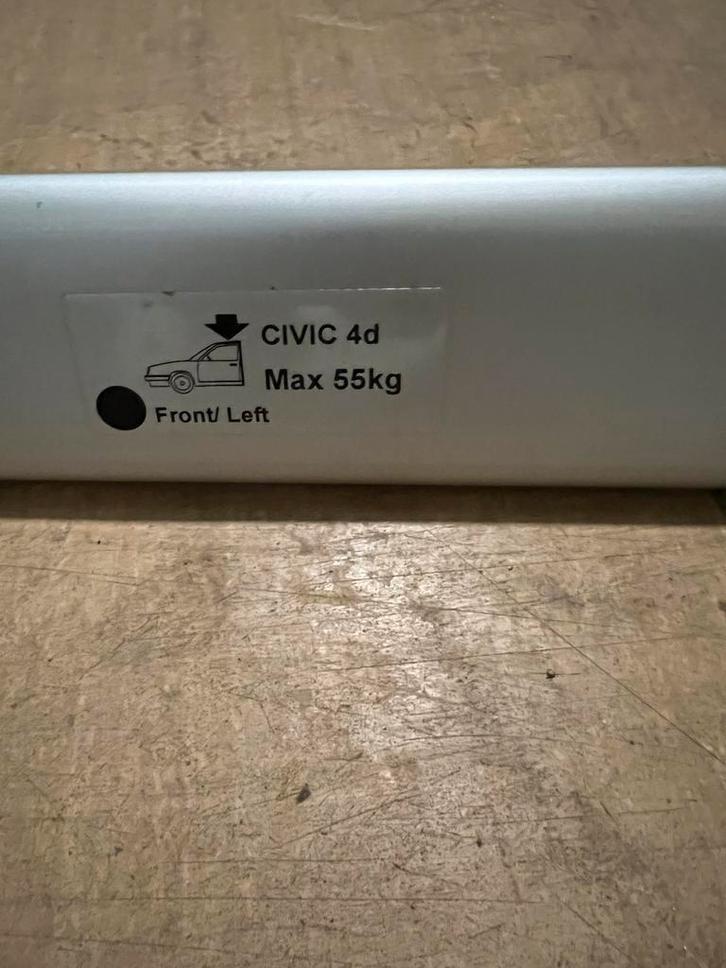 CIVIC 4d
Max 55kg
Front/ Left